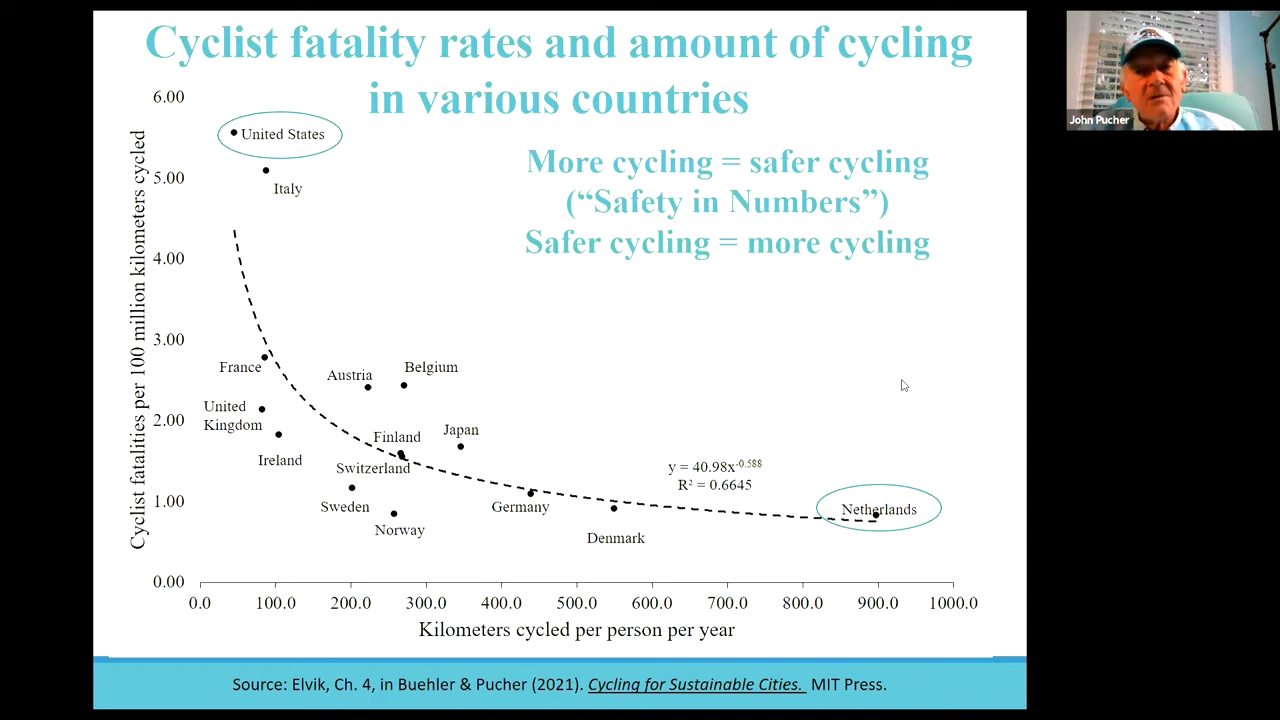 Cyclist fatality rates and amount of cycling
in various countries
More cycling = safer cycling
(“Safety in Numbers”)
Safer cycling = more cycling
Cyclist fatalities per 100 million kilometers cycled
6.00
5.00
4.00
3.00
2.00
1.00
0.00
United States
Italy
France
United
Kingdom
Ireland
Austria
Belgium
Finland
Switzerland
Japan
Sweden
Norway
Germany
Denmark
Netherlands
y = 40.98x^-0.588
R² = 0.6645
0.0 100.0 200.0 300.0 400.0 500.0 600.0 700.0 800.0 900.0 1000.0
Kilometers cycled per person per year
Source: Elvik, Ch. 4, in Buehler & Pucher (2021). Cycling for Sustainable Cities. MIT Press.
John Pucher